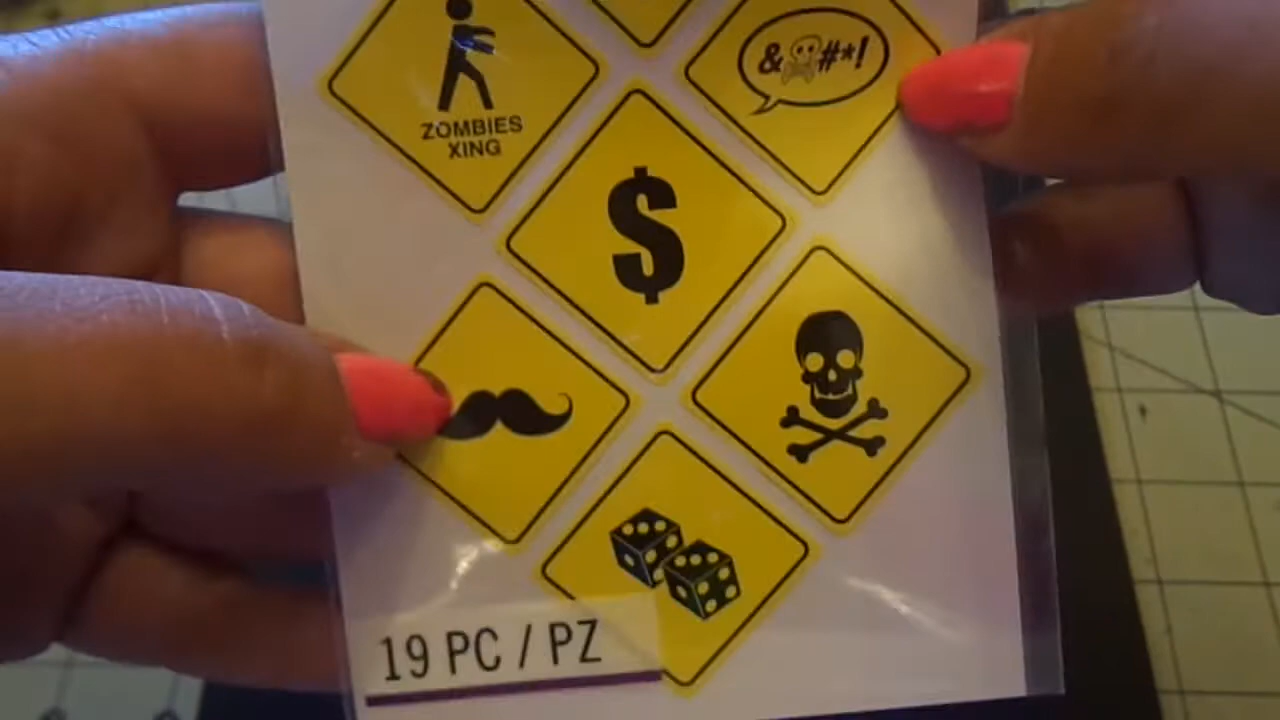 ZOMBIES
XING
&☠#*!
$
19 PC / PZ